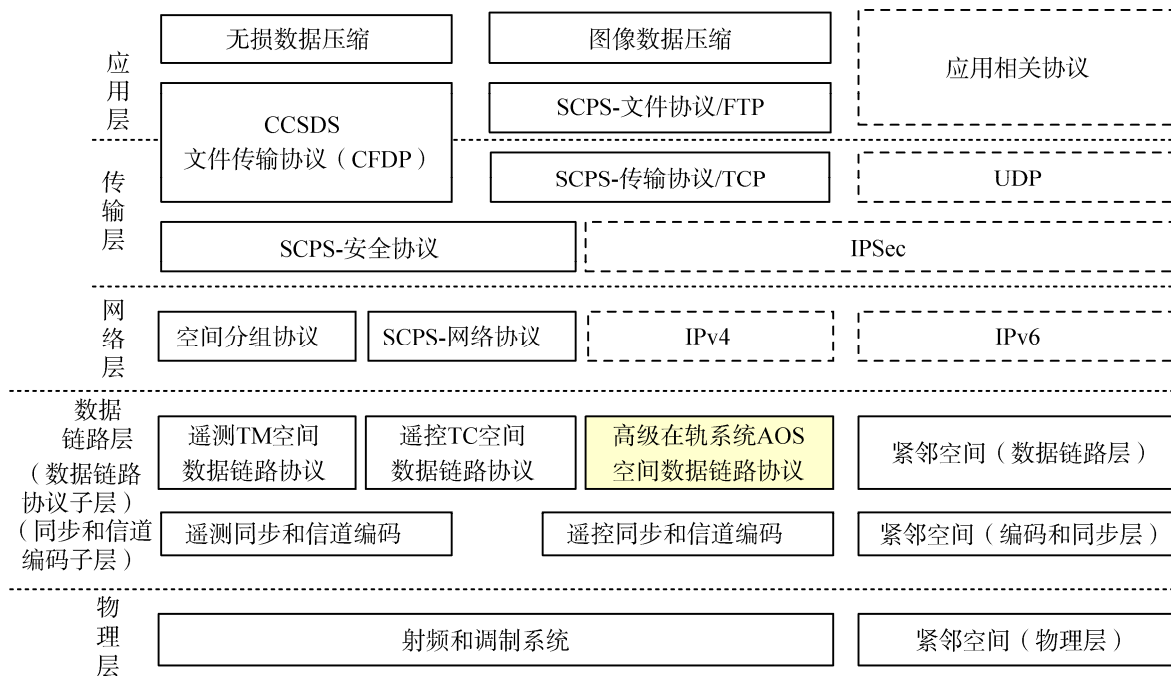 应用层
无损数据压缩
图像数据压缩
应用相关协议
CCSDS
文件传输协议（CFDP）
SCPS-文件协议/FTP
传输层
SCPS-传输协议/TCP
UDP
SCPS-安全协议
IPSec
网络层
空间分组协议
SCPS-网络协议
IPv4
IPv6
数据
链路层
（数据链路
协议子层）
（同步和信道
编码子层）
遥测TM空间
数据链路协议
遥控TC空间
数据链路协议
高级在轨系统AOS
空间数据链路协议
紧邻空间（数据链路层）
遥测同步和信道编码
遥控同步和信道编码
紧邻空间（编码和同步层）
物理层
射频和调制系统
紧邻空间（物理层）